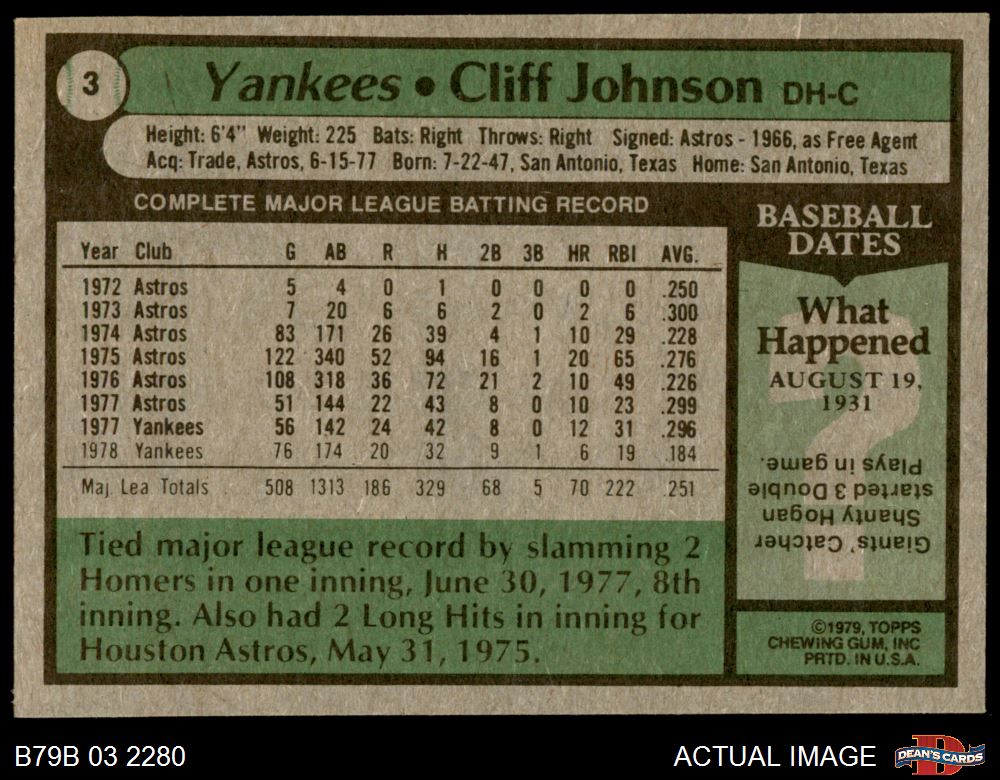 3
Yankees • Cliff Johnson DH-C
Height: 6'4" Weight: 225 Bats: Right Throws: Right Signed: Astros - 1966, as Free Agent
Acq: Trade, Astros, 6-15-77 Born: 7-22-47, San Antonio, Texas Home: San Antonio, Texas
COMPLETE MAJOR LEAGUE BATTING RECORD
Year Club G AB R H 2B 3B HR RBI AVG.
1972 Astros 5 4 0 1 0 0 0 0 .250
1973 Astros 7 20 6 6 2 0 2 6 .300
1974 Astros 83 171 26 39 4 1 10 29 .228
1975 Astros 122 340 52 94 16 1 20 65 .276
1976 Astros 108 318 36 72 21 2 10 49 .226
1977 Astros 51 144 22 43 8 0 10 23 .299
1977 Yankees 56 142 24 42 8 0 12 31 .296
1978 Yankees 76 174 20 32 9 1 6 19 .184
Maj. Lea Totals 508 1313 186 329 68 5 70 222 .251
Tied major league record by slamming 2
Homers in one inning, June 30, 1977, 8th
inning. Also had 2 Long Hits in inning for
Houston Astros, May 31, 1975.
BASEBALL
DATES
What
Happened
AUGUST 19,
1931
Giants' Catcher
Shanty Hogan
started 3 Double
Plays in game.
©1979, TOPPS
CHEWING GUM, INC
PRTD. IN U.S.A.
B79B 03 2280
ACTUAL IMAGE
DEAN'S CARDS